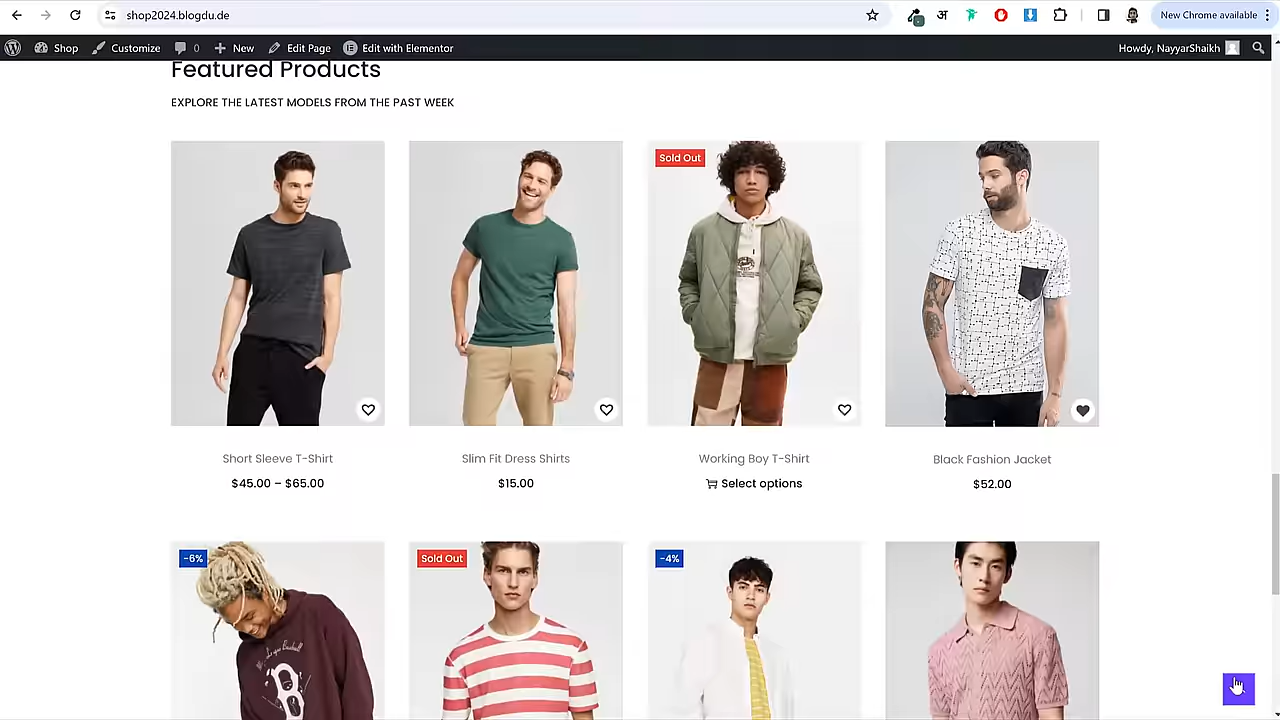 shop2024.blogdu.de
अ
New Chrome available
Shop
Customize
0
New
Edit Page
Edit with Elementor
Howdy, NayyarShaikh
Featured Products
EXPLORE THE LATEST MODELS FROM THE PAST WEEK
Sold Out
Short Sleeve T-Shirt
Slim Fit Dress Shirts
Working Boy T-Shirt
Black Fashion Jacket
$45.00 – $65.00
$15.00
Select options
$52.00
-6%
Sold Out
-4%
B